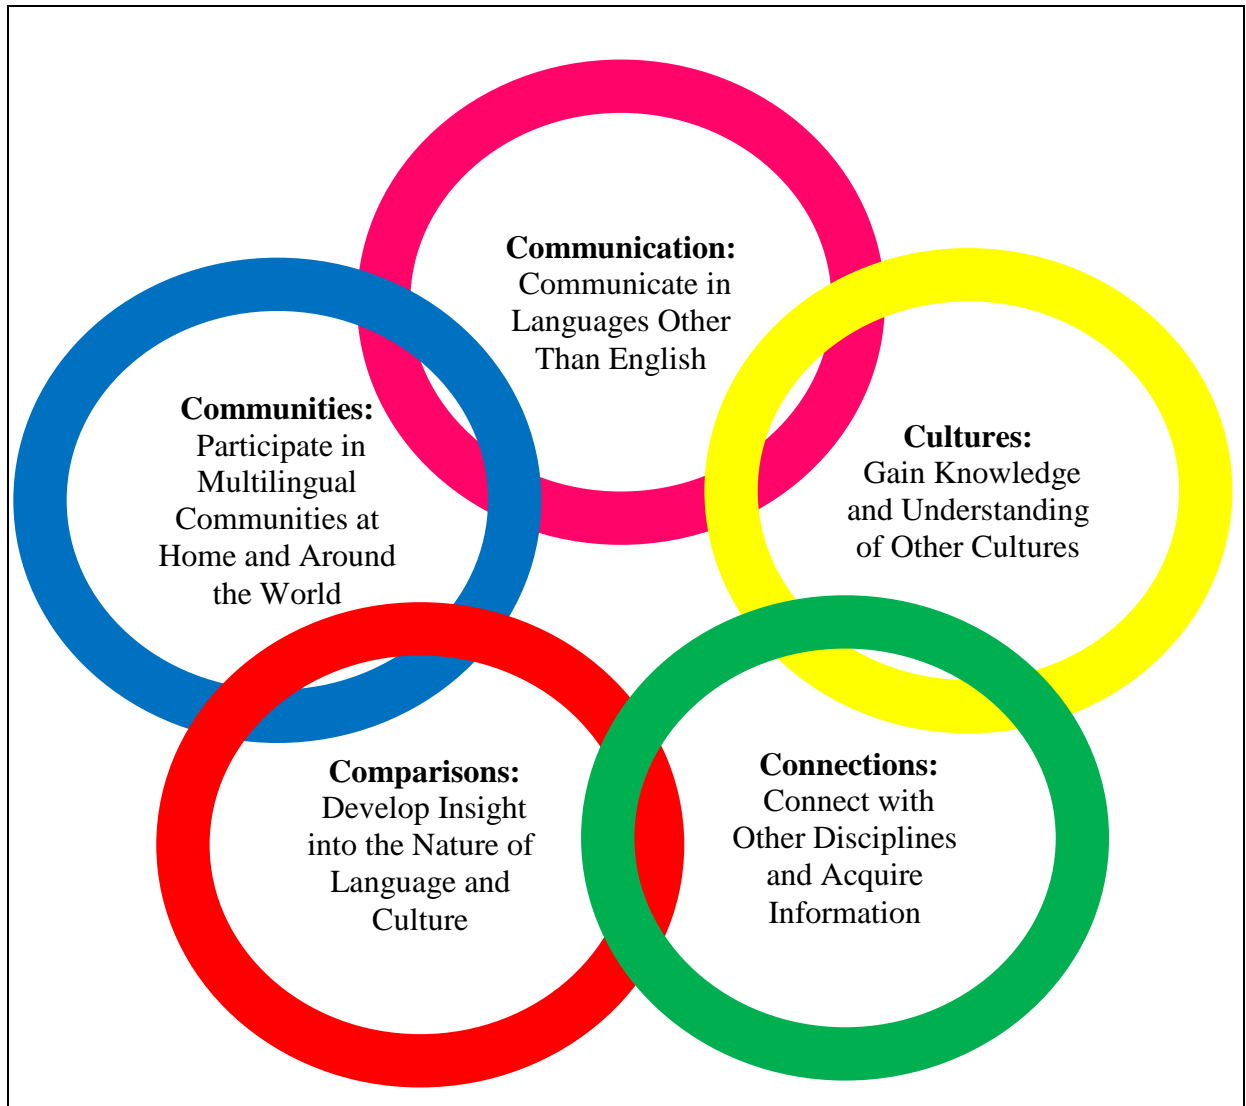 Communication:
Communicate in
Languages Other
Than English
Communities:
Participate in
Multilingual
Communities at
Home and Around
the World
Cultures:
Gain Knowledge
and Understanding
of Other Cultures
Comparisons:
Develop Insight
into the Nature of
Language and
Culture
Connections:
Connect with
Other Disciplines
and Acquire
Information